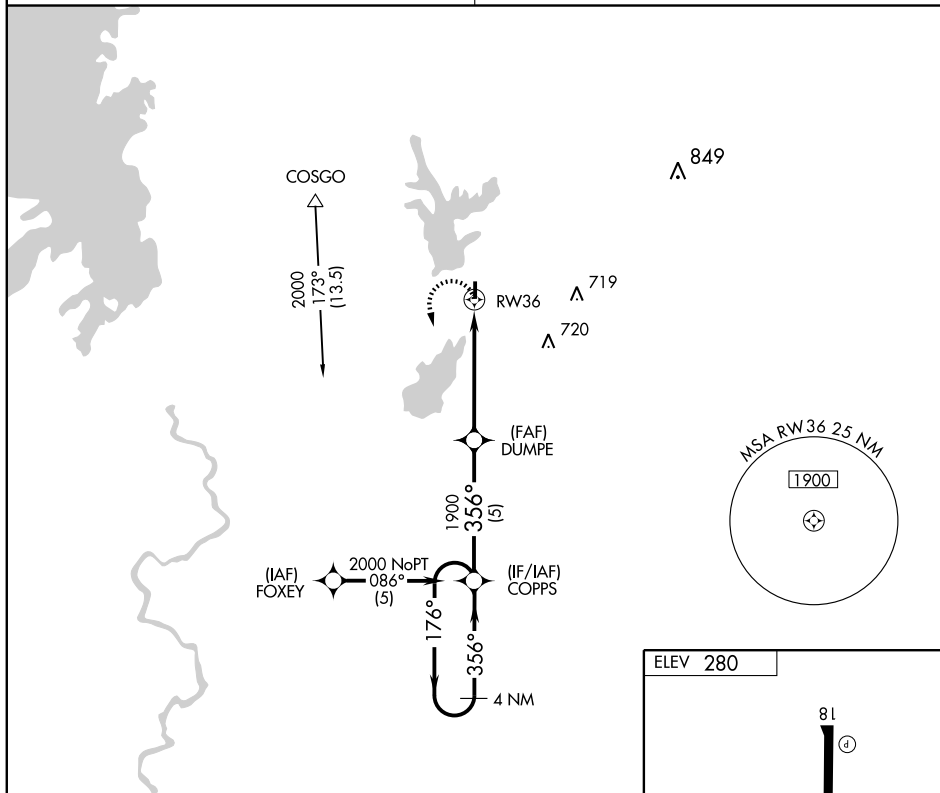 849
COSGO
2000
173°
(13.5)
719
RW36
720
(FAF)
DUMPE
MSA RW36 25 NM
1900
1900
356°
(5)
(IAF)
FOXEY
2000 NoPT
086°
(5)
(IF/IAF)
COPPS
176°
356°
4 NM
ELEV 280
18
P